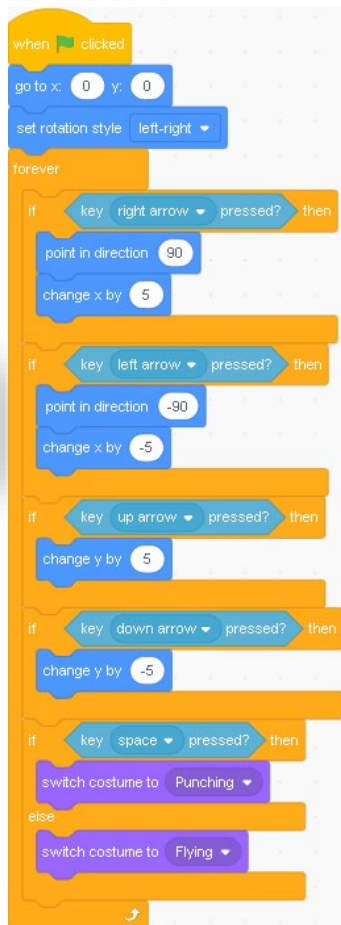 when clicked
go to x: 0 y: 0
set rotation style left-right
forever
if key right arrow pressed? then
point in direction 90
change x by 5
if key left arrow pressed? then
point in direction -90
change x by -5
if key up arrow pressed? then
change y by 5
if key down arrow pressed? then
change y by -5
if key space pressed? then
switch costume to Punching
else
switch costume to Flying